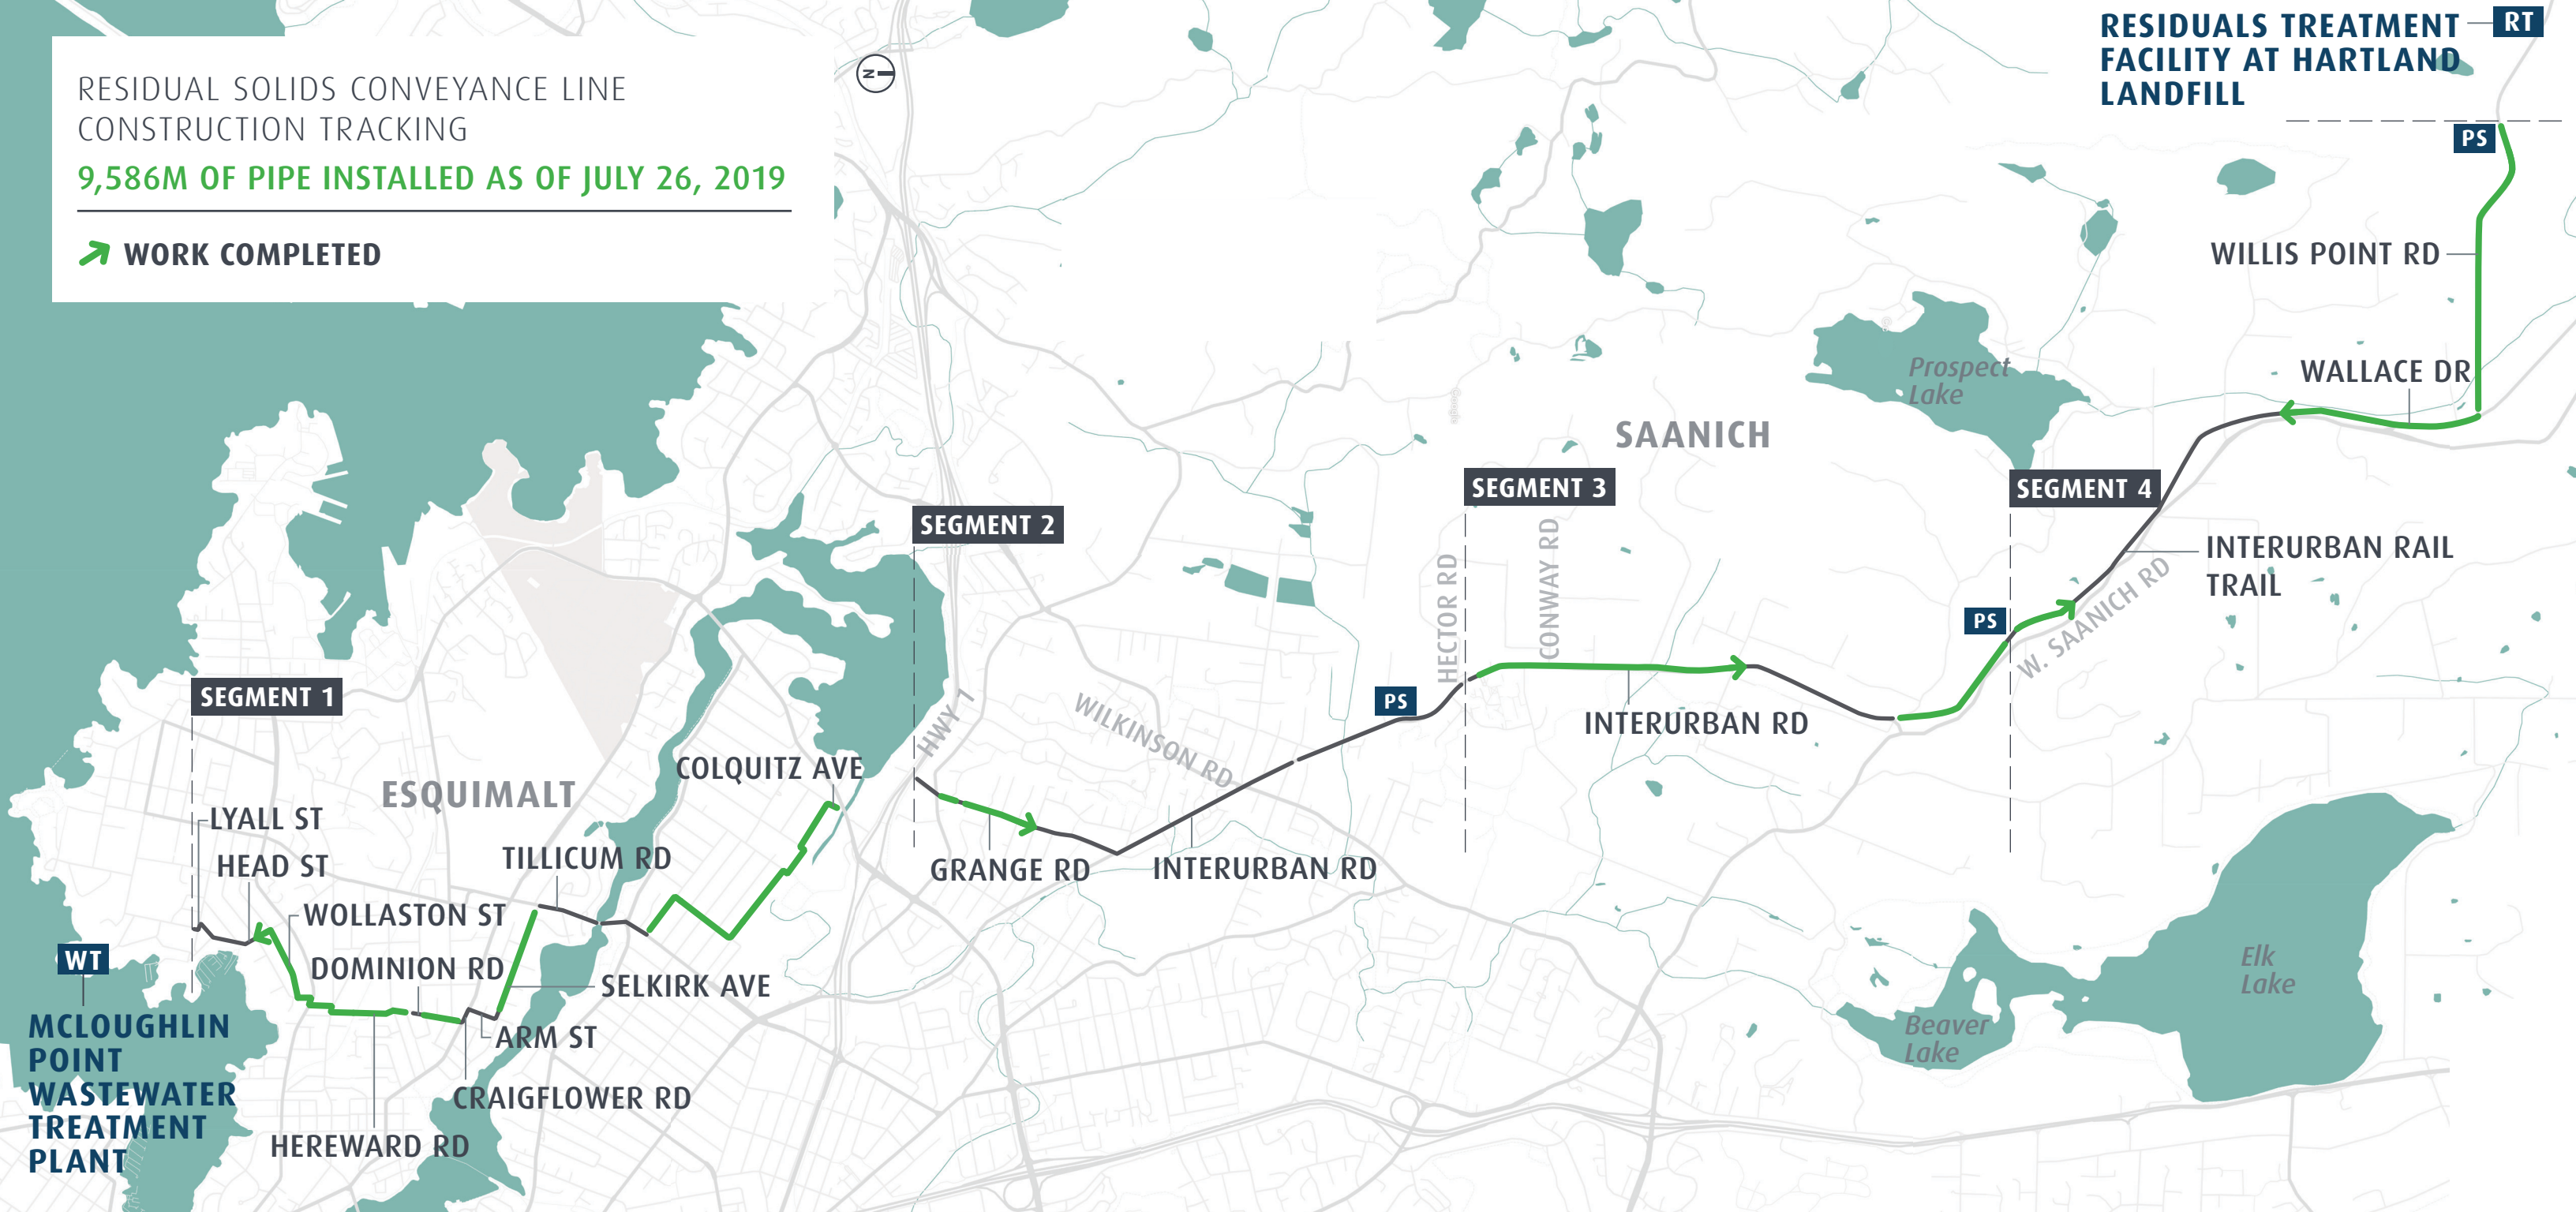 RESIDUAL SOLIDS CONVEYANCE LINE
CONSTRUCTION TRACKING
9,586M OF PIPE INSTALLED AS OF JULY 26, 2019
WORK COMPLETED
N
RESIDUALS TREATMENT
FACILITY AT HARTLAND
LANDFILL
RT
PS
WILLIS POINT RD
WALLACE DR
Prospect
Lake
SAANICH
SEGMENT 3
SEGMENT 4
SEGMENT 2
INTERURBAN RAIL
TRAIL
HECTOR RD
CONWAY RD
W. SAANICH RD
PS
SEGMENT 1
PS
HWY 1
WILKINSON RD
INTERURBAN RD
COLQUITZ AVE
ESQUIMALT
LYALL ST
HEAD ST
TILLICUM RD
GRANGE RD
INTERURBAN RD
WOLLASTON ST
DOMINION RD
SELKIRK AVE
WT
MCLOUGHLIN
POINT
WASTEWATER
TREATMENT
PLANT
ARM ST
CRAIGFLOWER RD
HEREWARD RD
Elk
Lake
Beaver
Lake